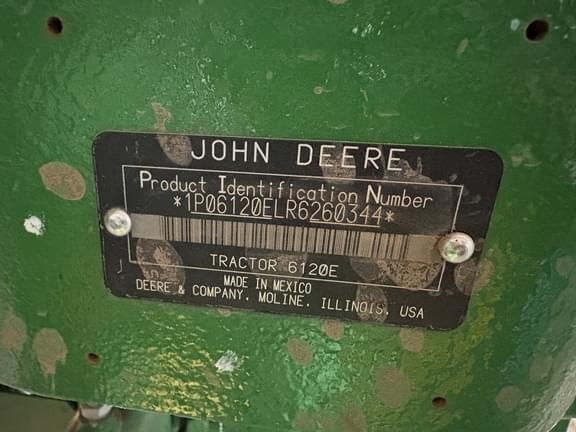 JOHN DEERE
Product Identification Number
*1P06120ELR6260344*
TRACTOR 6120E
MADE IN MEXICO
DEERE & COMPANY, MOLINE, ILLINOIS, USA